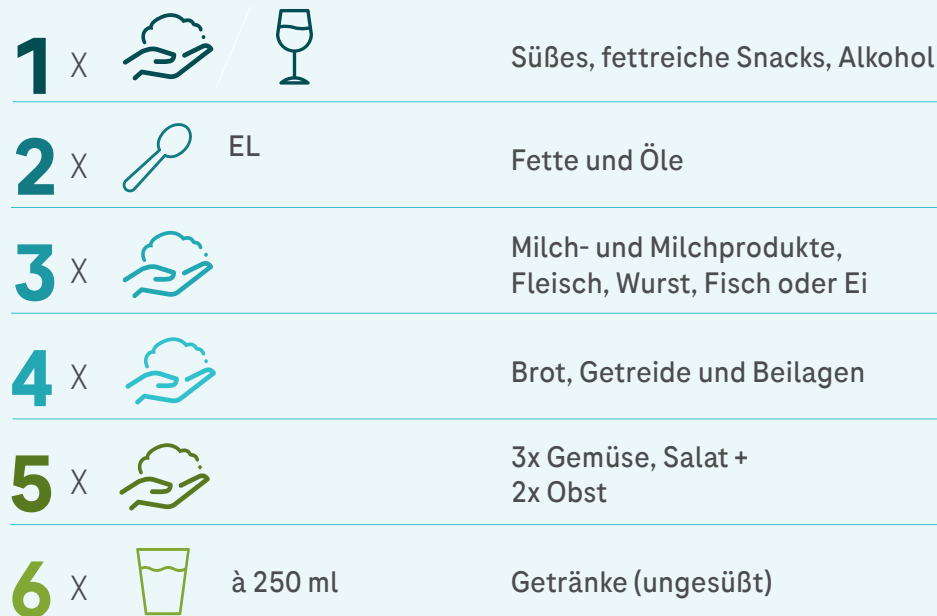 1 X Süßes, fettreiche Snacks, Alkohol
2 X EL Fette und Öle
3 X Milch- und Milchprodukte,
Fleisch, Wurst, Fisch oder Ei
4 X Brot, Getreide und Beilagen
5 X 3x Gemüse, Salat +
2x Obst
6 X à 250 ml Getränke (ungesüßt)